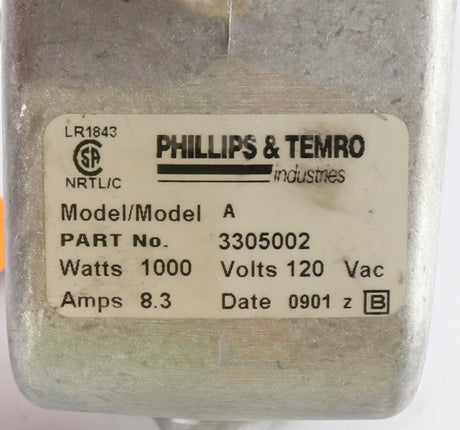 LR1843
SA
NRTL/C
PHILLIPS & TEMRO
industries
Model/Model A
PART No. 3305002
Watts 1000 Volts 120 Vac
Amps 8.3 Date 0901 z B